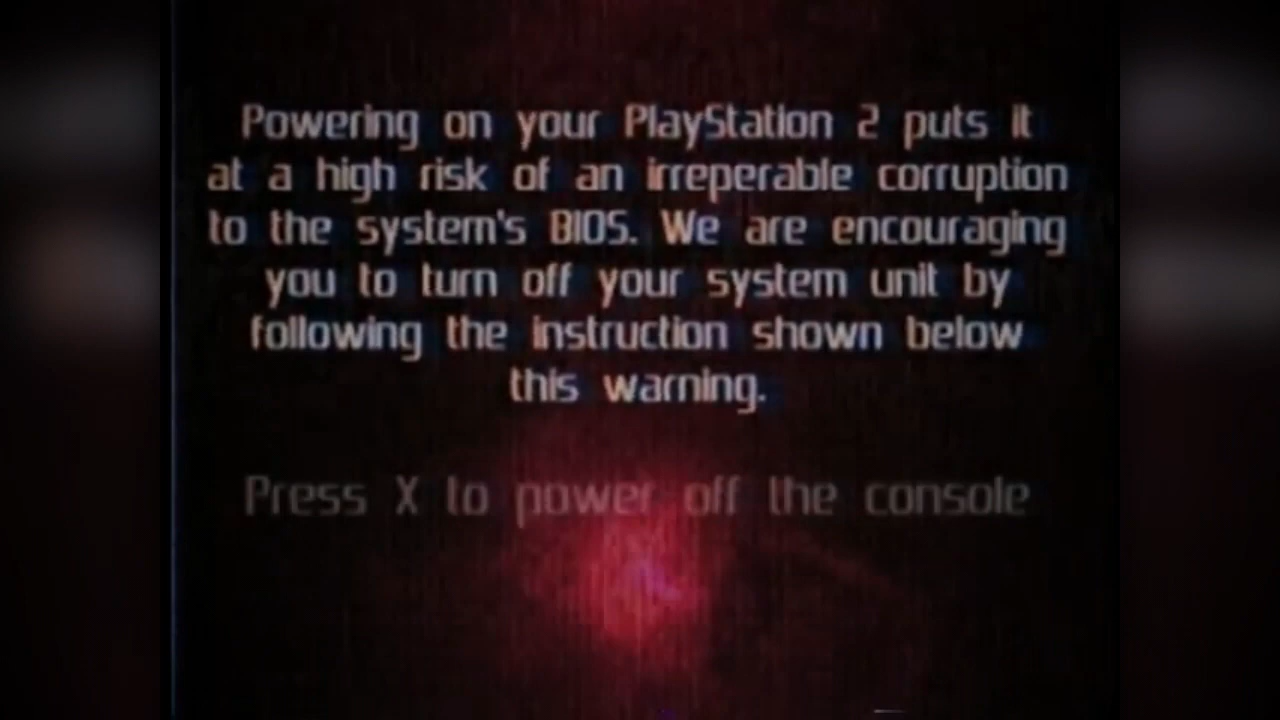 Powering on your PlayStation 2 puts it
at a high risk of an irreperable corruption
to the system's BIOS. We are encouraging
you to turn off your system unit by
following the instruction shown below
this warning.
Press X to power off the console